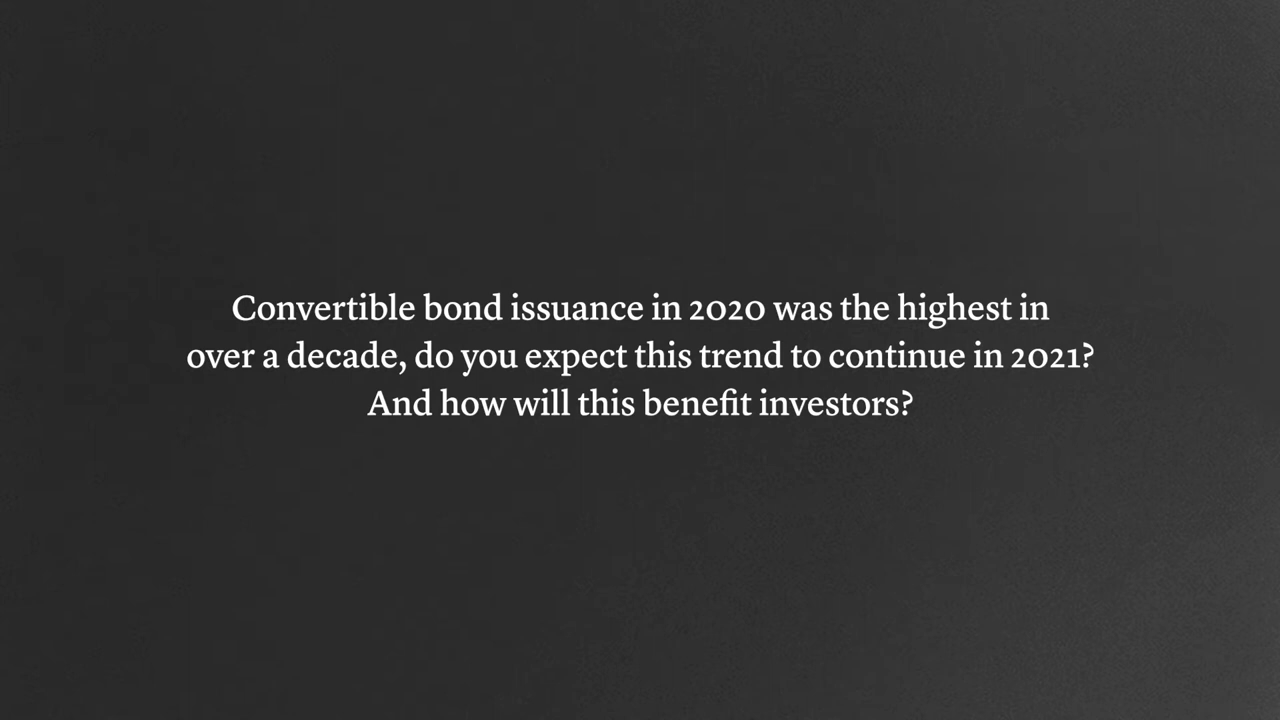 Convertible bond issuance in 2020 was the highest in
over a decade, do you expect this trend to continue in 2021?
And how will this benefit investors?